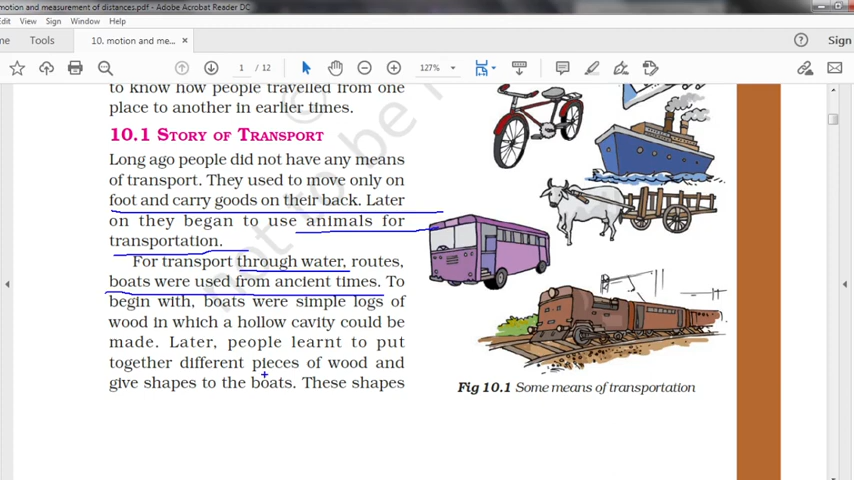 motion and measurement of distances.pdf - Adobe Acrobat Reader DC
Edit View Sign Window Help
Tools 10. motion and me... × Sign
1 / 12 127%
to know how people travelled from one
place to another in earlier times.
10.1 STORY OF TRANSPORT
Long ago people did not have any means
of transport. They used to move only on
foot and carry goods on their back. Later
on they began to use animals for
transportation.
For transport through water, routes,
boats were used from ancient times. To
begin with, boats were simple logs of
wood in which a hollow cavity could be
made. Later, people learnt to put
together different pieces of wood and
give shapes to the boats. These shapes
Fig 10.1 Some means of transportation
not to be